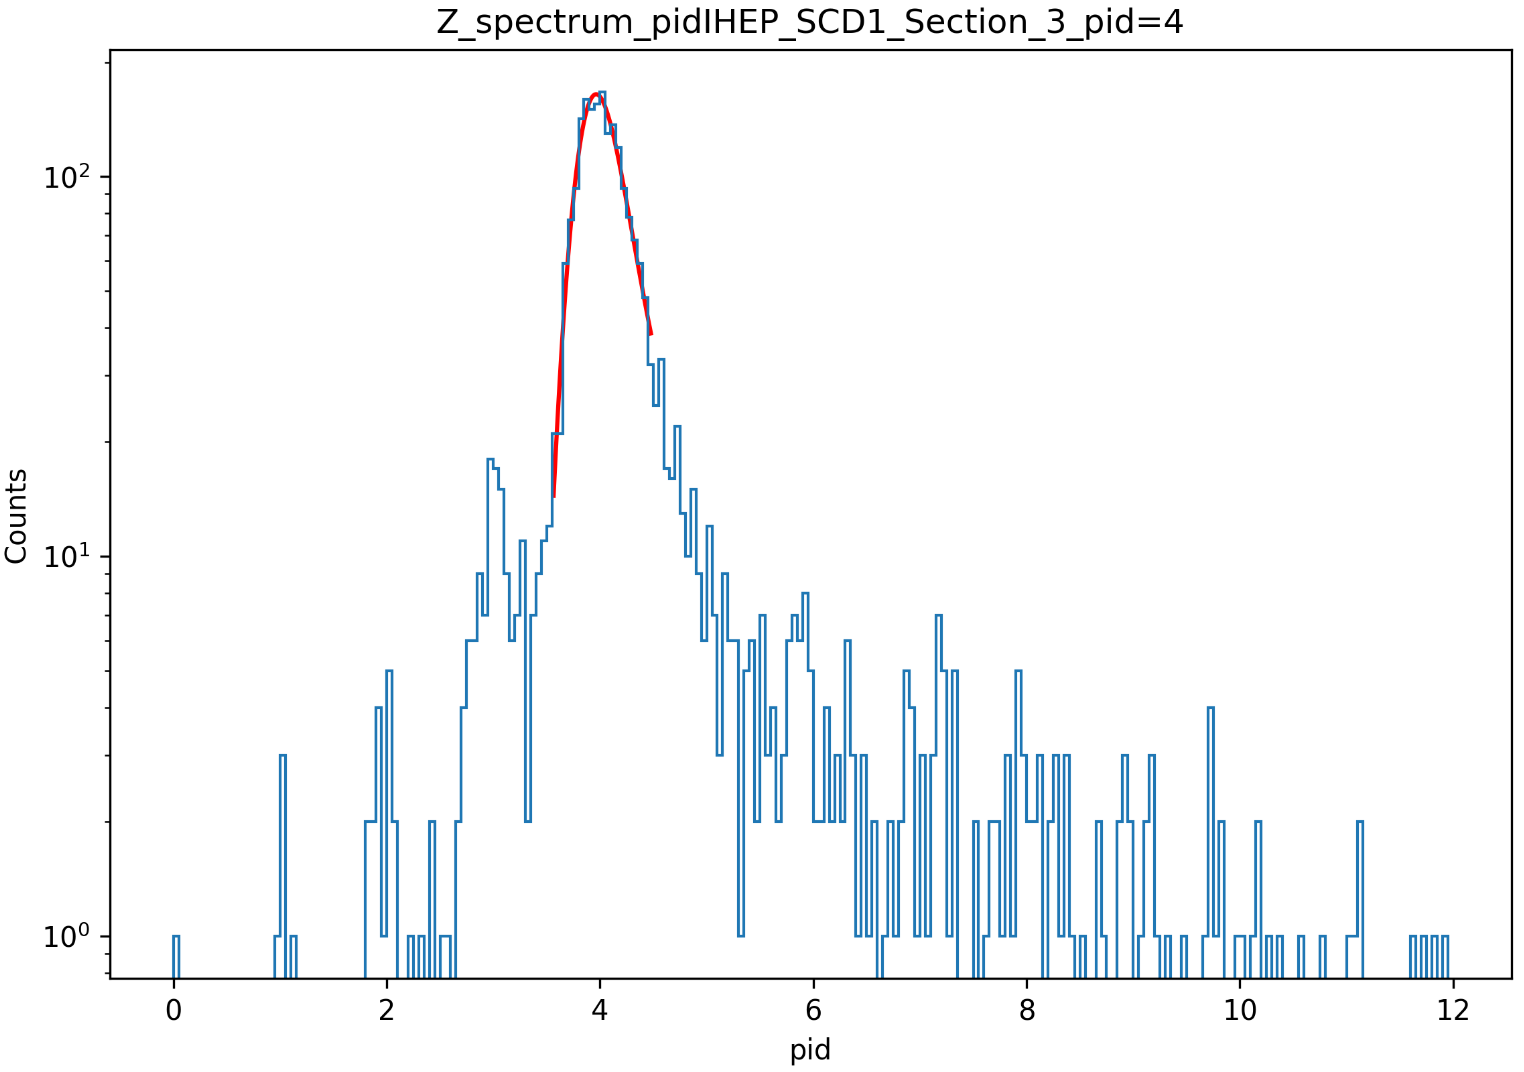 Z_spectrum_pidIHEP_SCD1_Section_3_pid=4
Counts
10²
10¹
10⁰
0 2 4 6 8 10 12
pid